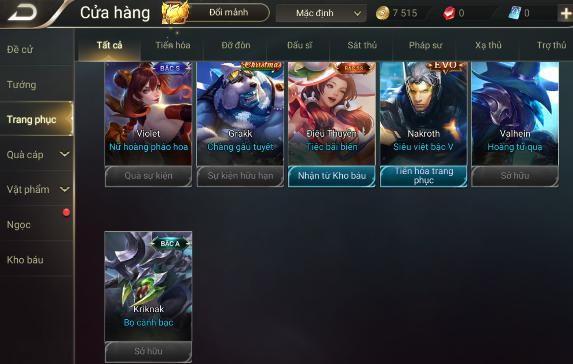 Cửa hàng
Đổi mảnh
Mặc định
7 515
0
0
Đề cử
Tướng
Trang phục
Quà cáp
Vật phẩm
Ngọc
Kho báu
Tất cả
Tiến hóa
Đỡ đòn
Đấu sĩ
Sát thủ
Pháp sư
Xạ thủ
Trợ thủ
BẬC S
Violet
Nữ hoàng pháo hoa
Quà sự kiện
Christmas
Grakk
Chàng gấu tuyết
Sự kiện hữu hạn
Điêu Thuyền
Tiệc bãi biển
Nhận từ Kho báu
EVO
Nakroth
Siêu việt bậc V
Tiến hóa trang
phục
Valhein
Hoàng tử quạ
Sở hữu
BẬC A
Kriknak
Bọ cánh bạc
Sở hữu